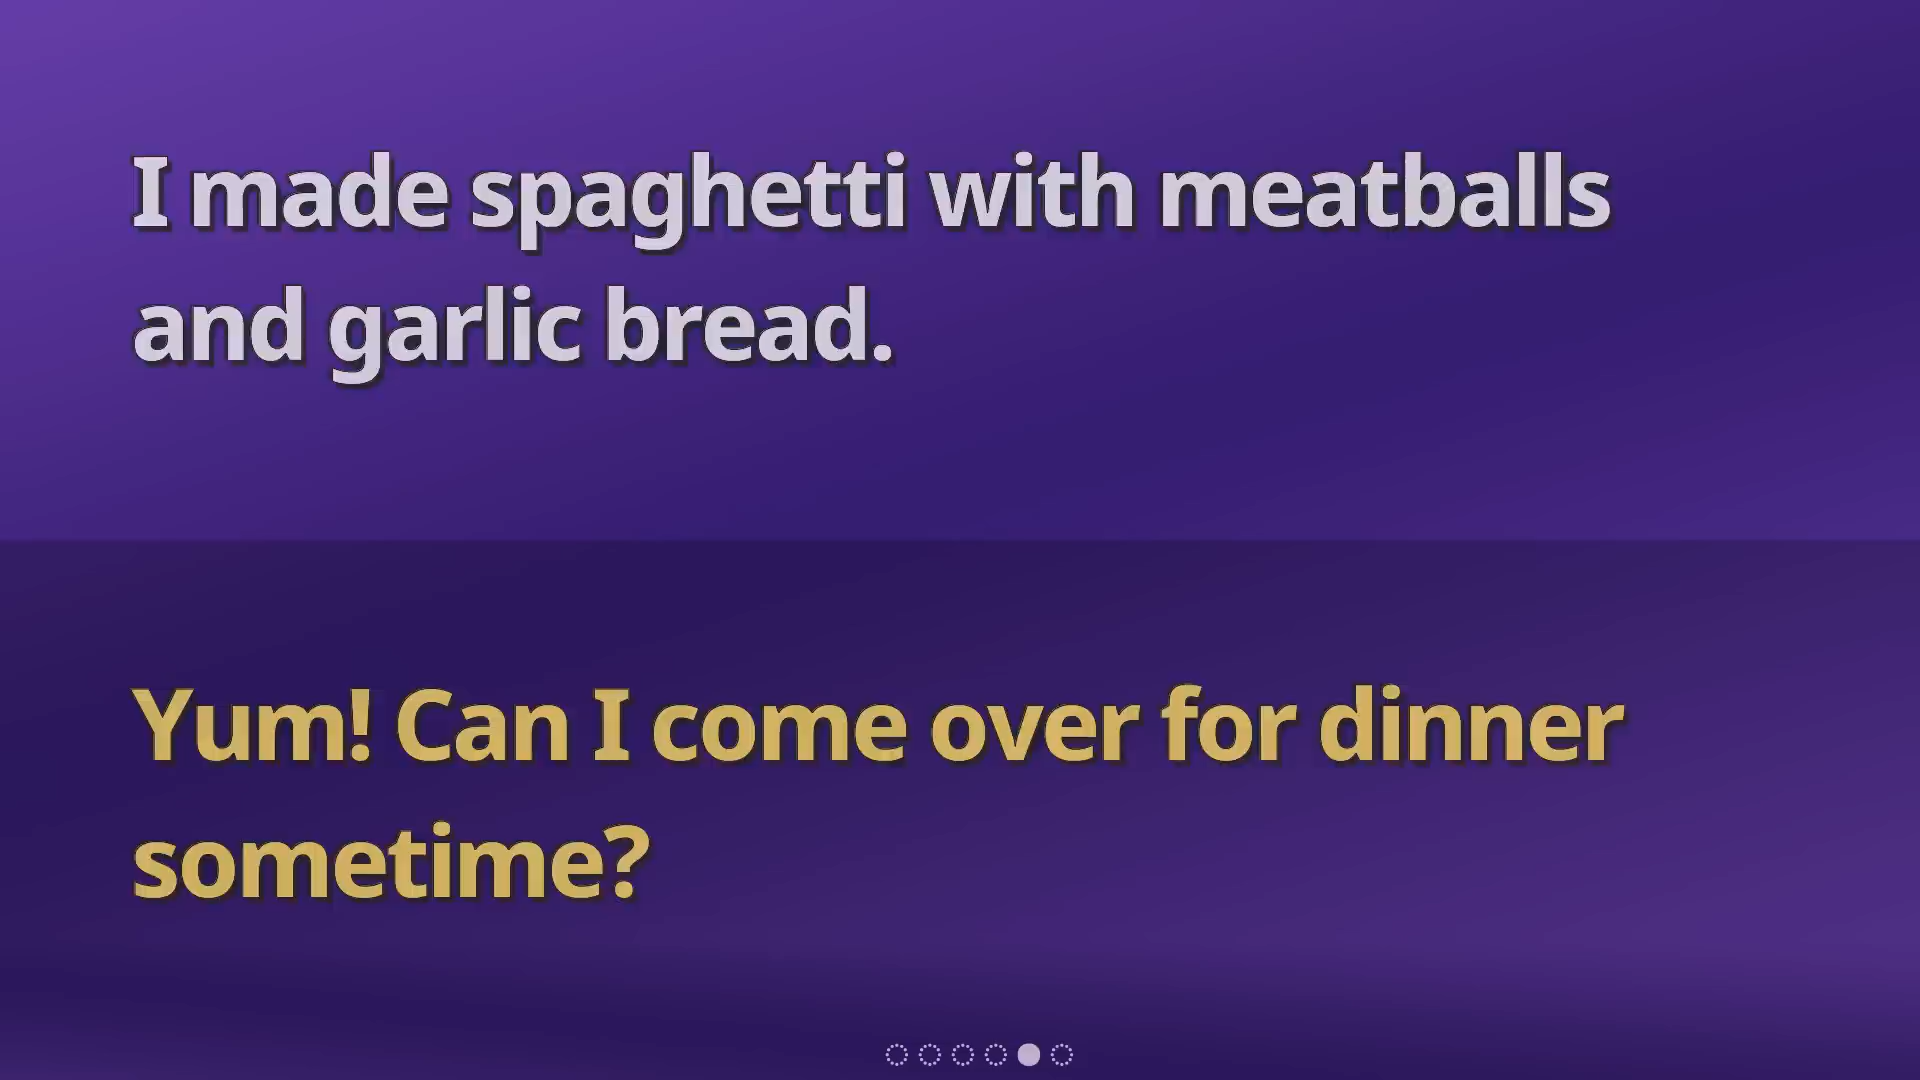 I made spaghetti with meatballs
and garlic bread.
Yum! Can I come over for dinner
sometime?